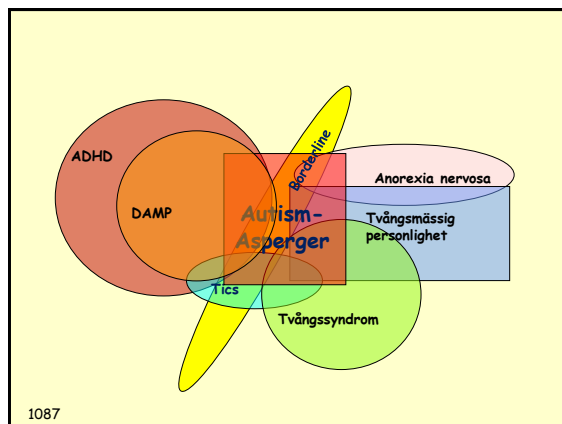 Borderline
ADHD
Anorexia nervosa
DAMP
Autism-
Asperger
Tvångsmässig
personlighet
Tics
Tvångssyndrom
1087